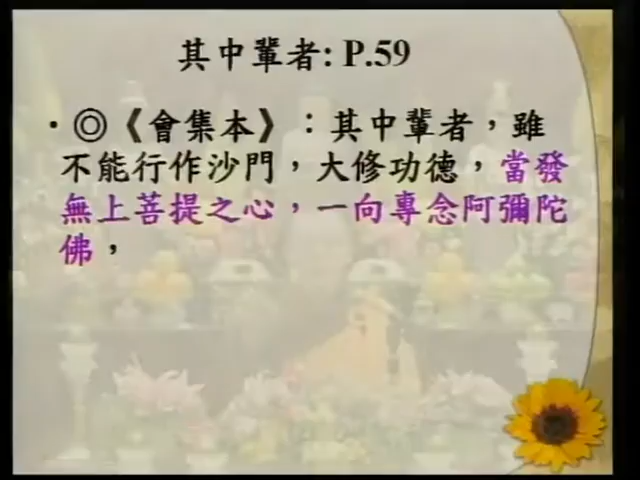 其中輩者: P.59
• ◎《會集本》：其中輩者，雖
不能行作沙門，大修功德，當發
無上菩提之心，一向專念阿彌陀
佛，